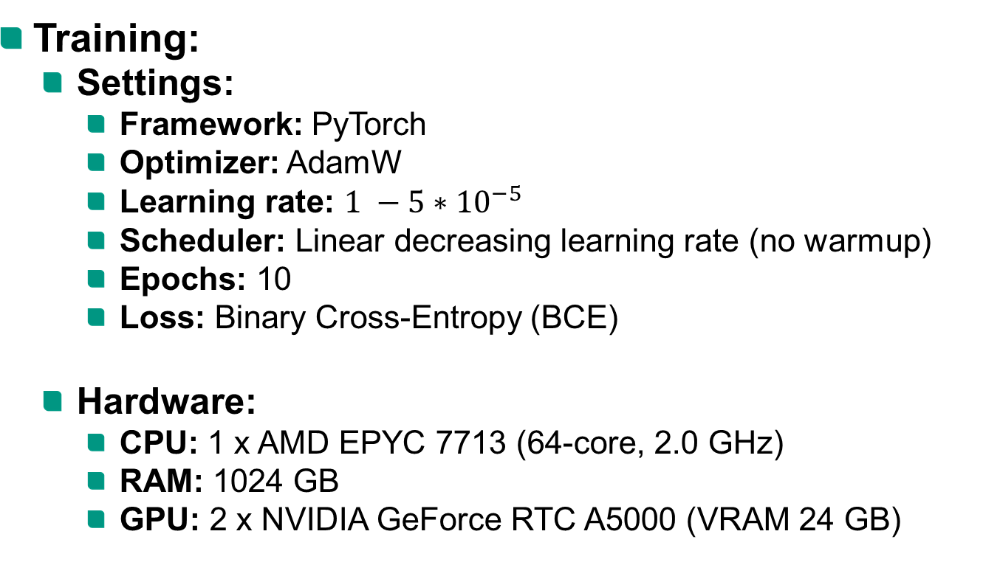 Training:
Settings:
Framework: PyTorch
Optimizer: AdamW
Learning rate: 1 − 5 ∗ 10⁻⁵
Scheduler: Linear decreasing learning rate (no warmup)
Epochs: 10
Loss: Binary Cross-Entropy (BCE)
Hardware:
CPU: 1 x AMD EPYC 7713 (64-core, 2.0 GHz)
RAM: 1024 GB
GPU: 2 x NVIDIA GeForce RTC A5000 (VRAM 24 GB)